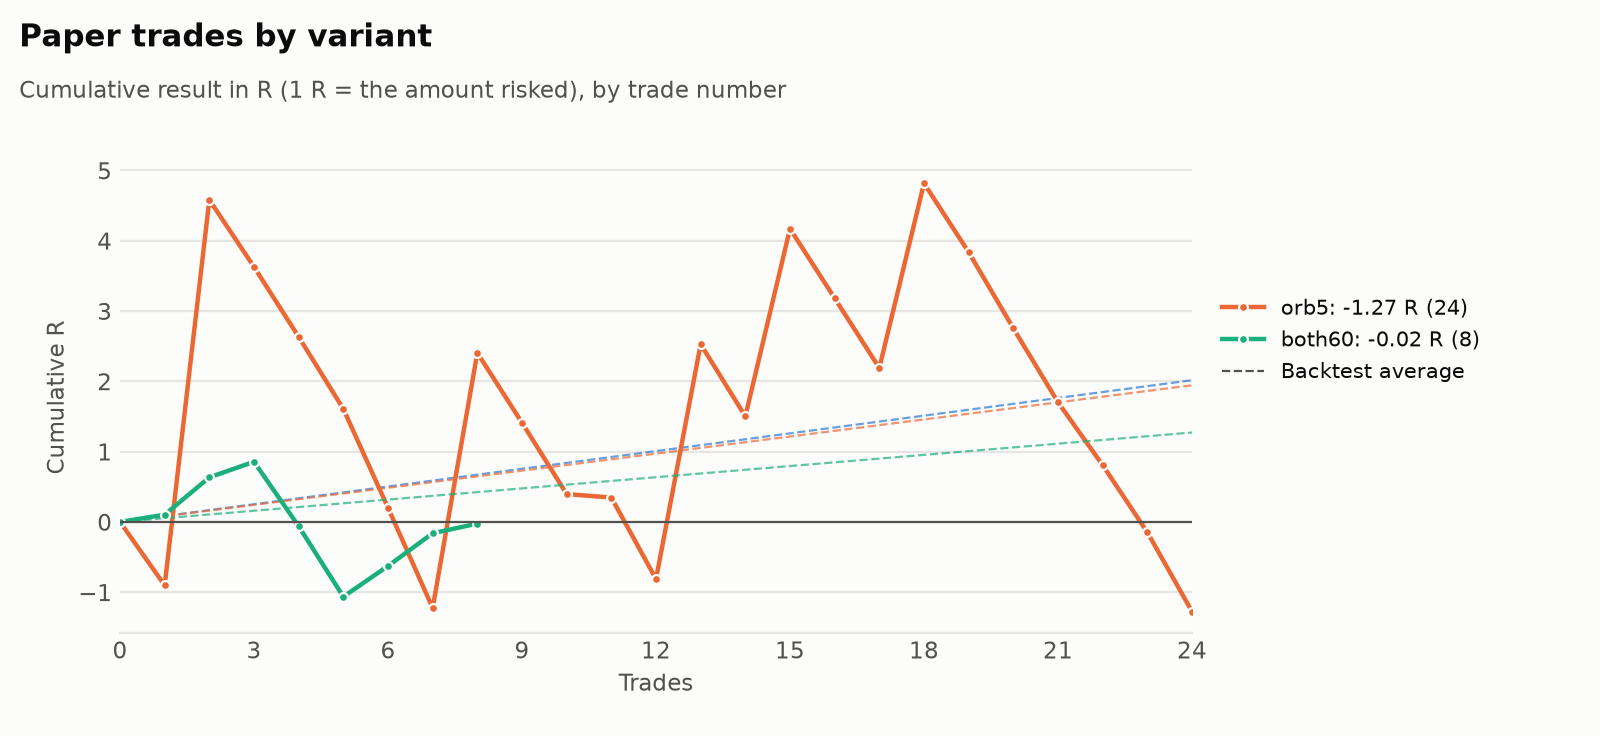 Paper trades by variant
Cumulative result in R (1 R = the amount risked), by trade number
5
4
3
2
1
0
−1
Cumulative R
0 3 6 9 12 15 18 21 24
Trades
orb5: -1.27 R (24)
both60: -0.02 R (8)
Backtest average